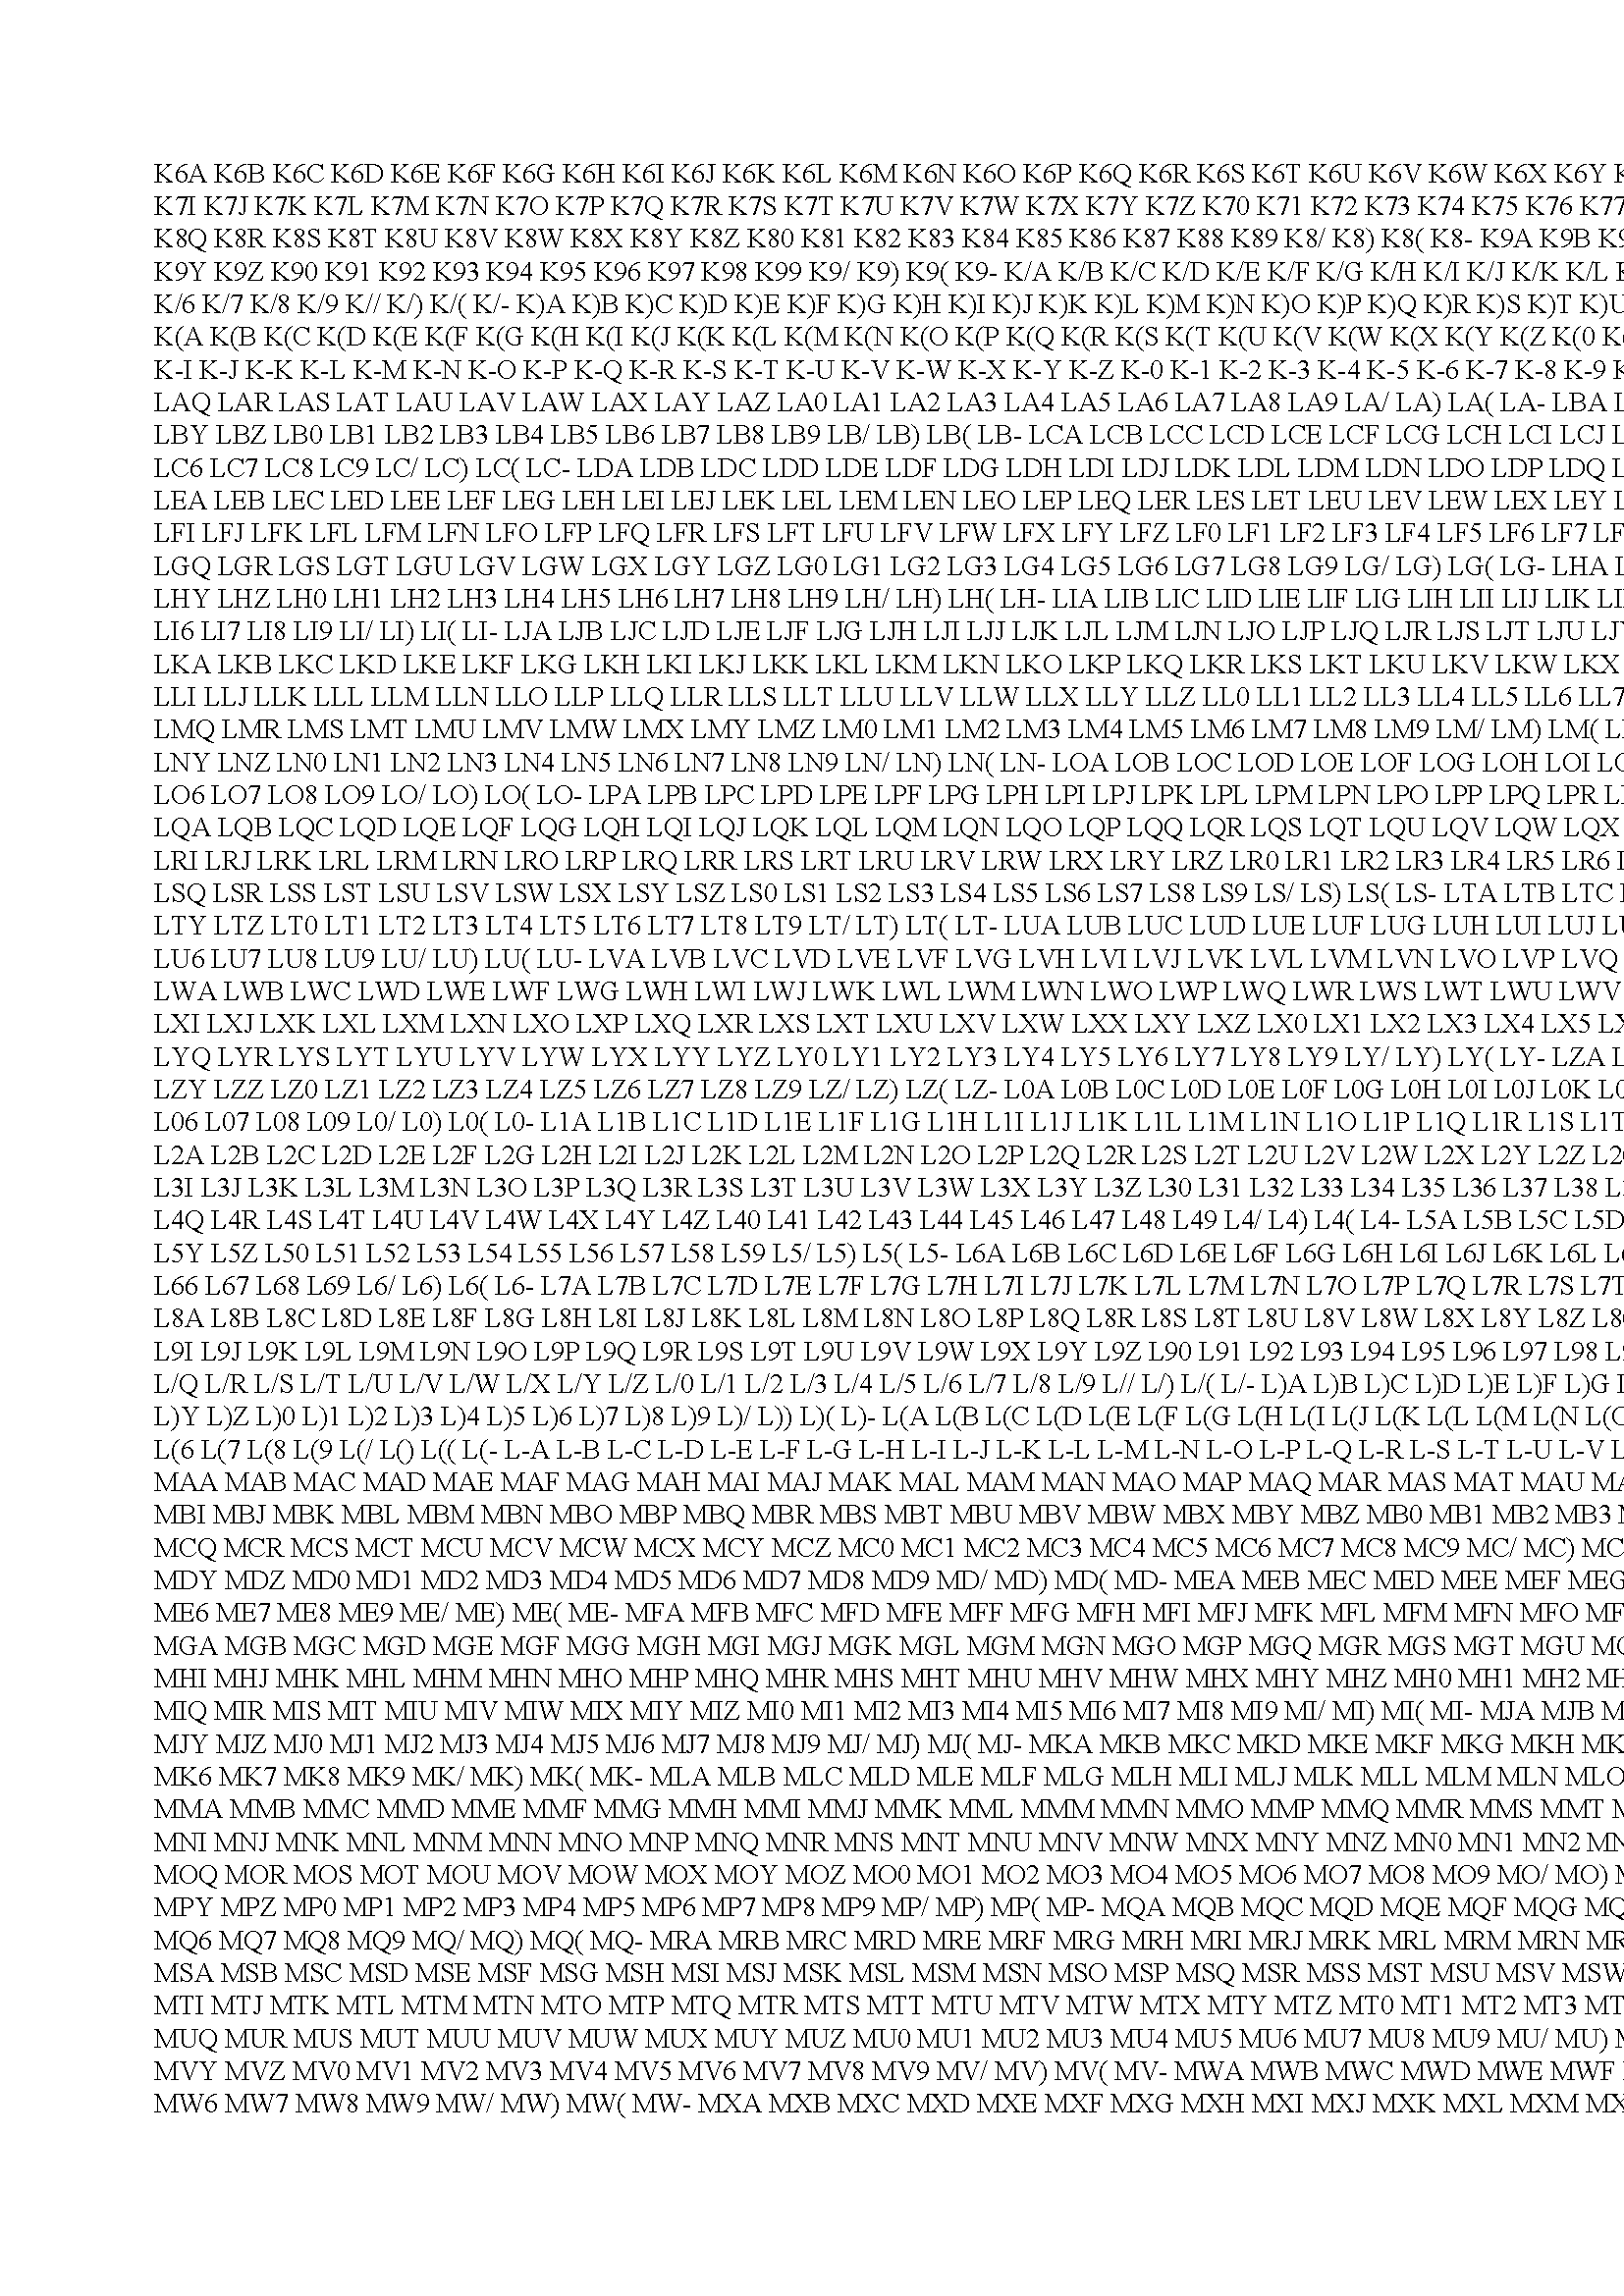 K6A K6B K6C K6D K6E K6F K6G K6H K6I K6J K6K K6L K6M K6N K6O K6P K6Q K6R K6S K6T K6U K6V K6W K6X K6Y
K7I K7J K7K K7L K7M K7N K7O K7P K7Q K7R K7S K7T K7U K7V K7W K7X K7Y K7Z K70 K71 K72 K73 K74 K75 K76 K77
K8Q K8R K8S K8T K8U K8V K8W K8X K8Y K8Z K80 K81 K82 K83 K84 K85 K86 K87 K88 K89 K8/ K8) K8( K8- K9A K9B
K9Y K9Z K90 K91 K92 K93 K94 K95 K96 K97 K98 K99 K9/ K9) K9( K9- K/A K/B K/C K/D K/E K/F K/G K/H K/I K/J K/K K/L
K/6 K/7 K/8 K/9 K// K/) K/( K/- K)A K)B K)C K)D K)E K)F K)G K)H K)I K)J K)K K)L K)M K)N K)O K)P K)Q K)R K)S K)T K)U
K(A K(B K(C K(D K(E K(F K(G K(H K(I K(J K(K K(L K(M K(N K(O K(P K(Q K(R K(S K(T K(U K(V K(W K(X K(Y K(Z K(0
K-I K-J K-K K-L K-M K-N K-O K-P K-Q K-R K-S K-T K-U K-V K-W K-X K-Y K-Z K-0 K-1 K-2 K-3 K-4 K-5 K-6 K-7 K-8 K-9
LAQ LAR LAS LAT LAU LAV LAW LAX LAY LAZ LA0 LA1 LA2 LA3 LA4 LA5 LA6 LA7 LA8 LA9 LA/ LA) LA( LA- LBA
LBY LBZ LB0 LB1 LB2 LB3 LB4 LB5 LB6 LB7 LB8 LB9 LB/ LB) LB( LB- LCA LCB LCC LCD LCE LCF LCG LCH LCI LCJ
LC6 LC7 LC8 LC9 LC/ LC) LC( LC- LDA LDB LDC LDD LDE LDF LDG LDH LDI LDJ LDK LDL LDM LDN LDO LDP LDQ
LEA LEB LEC LED LEE LEF LEG LEH LEI LEJ LEK LEL LEM LEN LEO LEP LEQ LER LES LET LEU LEV LEW LEX LEY
LFI LFJ LFK LFL LFM LFN LFO LFP LFQ LFR LFS LFT LFU LFV LFW LFX LFY LFZ LF0 LF1 LF2 LF3 LF4 LF5 LF6 LF7
LGQ LGR LGS LGT LGU LGV LGW LGX LGY LGZ LG0 LG1 LG2 LG3 LG4 LG5 LG6 LG7 LG8 LG9 LG/ LG) LG( LG- LHA
LHY LHZ LH0 LH1 LH2 LH3 LH4 LH5 LH6 LH7 LH8 LH9 LH/ LH) LH( LH- LIA LIB LIC LID LIE LIF LIG LIH LII LIJ LIK
LI6 LI7 LI8 LI9 LI/ LI) LI( LI- LJA LJB LJC LJD LJE LJF LJG LJH LJI LJJ LJK LJL LJM LJN LJO LJP LJQ LJR LJS LJT LJU
LKA LKB LKC LKD LKE LKF LKG LKH LKI LKJ LKK LKL LKM LKN LKO LKP LKQ LKR LKS LKT LKU LKV LKW LKX
LLI LLJ LLK LLL LLM LLN LLO LLP LLQ LLR LLS LLT LLU LLV LLW LLX LLY LLZ LL0 LL1 LL2 LL3 LL4 LL5 LL6 LL7
LMQ LMR LMS LMT LMU LMV LMW LMX LMY LMZ LM0 LM1 LM2 LM3 LM4 LM5 LM6 LM7 LM8 LM9 LM/ LM) LM(
LNY LNZ LN0 LN1 LN2 LN3 LN4 LN5 LN6 LN7 LN8 LN9 LN/ LN) LN( LN- LOA LOB LOC LOD LOE LOF LOG LOH LOI
LO6 LO7 LO8 LO9 LO/ LO) LO( LO- LPA LPB LPC LPD LPE LPF LPG LPH LPI LPJ LPK LPL LPM LPN LPO LPP LPQ LPR
LQA LQB LQC LQD LQE LQF LQG LQH LQI LQJ LQK LQL LQM LQN LQO LQP LQQ LQR LQS LQT LQU LQV LQW LQX
LRI LRJ LRK LRL LRM LRN LRO LRP LRQ LRR LRS LRT LRU LRV LRW LRX LRY LRZ LR0 LR1 LR2 LR3 LR4 LR5 LR6
LSQ LSR LSS LST LSU LSV LSW LSX LSY LSZ LS0 LS1 LS2 LS3 LS4 LS5 LS6 LS7 LS8 LS9 LS/ LS) LS( LS- LTA LTB LTC
LTY LTZ LT0 LT1 LT2 LT3 LT4 LT5 LT6 LT7 LT8 LT9 LT/ LT) LT( LT- LUA LUB LUC LUD LUE LUF LUG LUH LUI LUJ
LU6 LU7 LU8 LU9 LU/ LU) LU( LU- LVA LVB LVC LVD LVE LVF LVG LVH LVI LVJ LVK LVL LVM LVN LVO LVP LVQ
LWA LWB LWC LWD LWE LWF LWG LWH LWI LWJ LWK LWL LWM LWN LWO LWP LWQ LWR LWS LWT LWU LWV
LXI LXJ LXK LXL LXM LXN LXO LXP LXQ LXR LXS LXT LXU LXV LXW LXX LXY LXZ LX0 LX1 LX2 LX3 LX4 LX5
LYQ LYR LYS LYT LYU LYV LYW LYX LYY LYZ LY0 LY1 LY2 LY3 LY4 LY5 LY6 LY7 LY8 LY9 LY/ LY) LY( LY- LZA
LZY LZZ LZ0 LZ1 LZ2 LZ3 LZ4 LZ5 LZ6 LZ7 LZ8 LZ9 LZ/ LZ) LZ( LZ- L0A L0B L0C L0D L0E L0F L0G L0H L0I L0J L0K
L06 L07 L08 L09 L0/ L0) L0( L0- L1A L1B L1C L1D L1E L1F L1G L1H L1I L1J L1K L1L L1M L1N L1O L1P L1Q L1R L1S L1T
L2A L2B L2C L2D L2E L2F L2G L2H L2I L2J L2K L2L L2M L2N L2O L2P L2Q L2R L2S L2T L2U L2V L2W L2X L2Y L2Z
L3I L3J L3K L3L L3M L3N L3O L3P L3Q L3R L3S L3T L3U L3V L3W L3X L3Y L3Z L30 L31 L32 L33 L34 L35 L36 L37 L38
L4Q L4R L4S L4T L4U L4V L4W L4X L4Y L4Z L40 L41 L42 L43 L44 L45 L46 L47 L48 L49 L4/ L4) L4( L4- L5A L5B L5C L5D
L5Y L5Z L50 L51 L52 L53 L54 L55 L56 L57 L58 L59 L5/ L5) L5( L5- L6A L6B L6C L6D L6E L6F L6G L6H L6I L6J L6K L6L
L66 L67 L68 L69 L6/ L6) L6( L6- L7A L7B L7C L7D L7E L7F L7G L7H L7I L7J L7K L7L L7M L7N L7O L7P L7Q L7R L7S L7T
L8A L8B L8C L8D L8E L8F L8G L8H L8I L8J L8K L8L L8M L8N L8O L8P L8Q L8R L8S L8T L8U L8V L8W L8X L8Y L8Z
L9I L9J L9K L9L L9M L9N L9O L9P L9Q L9R L9S L9T L9U L9V L9W L9X L9Y L9Z L90 L91 L92 L93 L94 L95 L96 L97 L98
L/Q L/R L/S L/T L/U L/V L/W L/X L/Y L/Z L/0 L/1 L/2 L/3 L/4 L/5 L/6 L/7 L/8 L/9 L// L/) L/( L/- L)A L)B L)C L)D L)E L)F L)G
L)Y L)Z L)0 L)1 L)2 L)3 L)4 L)5 L)6 L)7 L)8 L)9 L)/ L)) L)( L)- L(A L(B L(C L(D L(E L(F L(G L(H L(I L(J L(K L(L L(M L(N
L(6 L(7 L(8 L(9 L(/ L() L(( L(- L-A L-B L-C L-D L-E L-F L-G L-H L-I L-J L-K L-L L-M L-N L-O L-P L-Q L-R L-S L-T L-U L-V
MAA MAB MAC MAD MAE MAF MAG MAH MAI MAJ MAK MAL MAM MAN MAO MAP MAQ MAR MAS MAT MAU
MBI MBJ MBK MBL MBM MBN MBO MBP MBQ MBR MBS MBT MBU MBV MBW MBX MBY MBZ MB0 MB1 MB2 MB3
MCQ MCR MCS MCT MCU MCV MCW MCX MCY MCZ MC0 MC1 MC2 MC3 MC4 MC5 MC6 MC7 MC8 MC9 MC/ MC)
MDY MDZ MD0 MD1 MD2 MD3 MD4 MD5 MD6 MD7 MD8 MD9 MD/ MD) MD( MD- MEA MEB MEC MED MEE MEF MEG
ME6 ME7 ME8 ME9 ME/ ME) ME( ME- MFA MFB MFC MFD MFE MFF MFG MFH MFI MFJ MFK MFL MFM MFN MFO
MGA MGB MGC MGD MGE MGF MGG MGH MGI MGJ MGK MGL MGM MGN MGO MGP MGQ MGR MGS MGT MGU
MHI MHJ MHK MHL MHM MHN MHO MHP MHQ MHR MHS MHT MHU MHV MHW MHX MHY MHZ MH0 MH1 MH2
MIQ MIR MIS MIT MIU MIV MIW MIX MIY MIZ MI0 MI1 MI2 MI3 MI4 MI5 MI6 MI7 MI8 MI9 MI/ MI) MI( MI- MJA MJB
MJY MJZ MJ0 MJ1 MJ2 MJ3 MJ4 MJ5 MJ6 MJ7 MJ8 MJ9 MJ/ MJ) MJ( MJ- MKA MKB MKC MKD MKE MKF MKG MKH
MK6 MK7 MK8 MK9 MK/ MK) MK( MK- MLA MLB MLC MLD MLE MLF MLG MLH MLI MLJ MLK MLL MLM MLN MLO
MMA MMB MMC MMD MME MMF MMG MMH MMI MMJ MMK MML MMM MMN MMO MMP MMQ MMR MMS MMT
MNI MNJ MNK MNL MNM MNN MNO MNP MNQ MNR MNS MNT MNU MNV MNW MNX MNY MNZ MN0 MN1 MN2
MOQ MOR MOS MOT MOU MOV MOW MOX MOY MOZ MO0 MO1 MO2 MO3 MO4 MO5 MO6 MO7 MO8 MO9 MO/ MO)
MPY MPZ MP0 MP1 MP2 MP3 MP4 MP5 MP6 MP7 MP8 MP9 MP/ MP) MP( MP- MQA MQB MQC MQD MQE MQF MQG
MQ6 MQ7 MQ8 MQ9 MQ/ MQ) MQ( MQ- MRA MRB MRC MRD MRE MRF MRG MRH MRI MRJ MRK MRL MRM MRN
MSA MSB MSC MSD MSE MSF MSG MSH MSI MSJ MSK MSL MSM MSN MSO MSP MSQ MSR MSS MST MSU MSV MSW
MTI MTJ MTK MTL MTM MTN MTO MTP MTQ MTR MTS MTT MTU MTV MTW MTX MTY MTZ MT0 MT1 MT2 MT3
MUQ MUR MUS MUT MUU MUV MUW MUX MUY MUZ MU0 MU1 MU2 MU3 MU4 MU5 MU6 MU7 MU8 MU9 MU/ MU)
MVY MVZ MV0 MV1 MV2 MV3 MV4 MV5 MV6 MV7 MV8 MV9 MV/ MV) MV( MV- MWA MWB MWC MWD MWE MWF
MW6 MW7 MW8 MW9 MW/ MW) MW( MW- MXA MXB MXC MXD MXE MXF MXG MXH MXI MXJ MXK MXL MXM